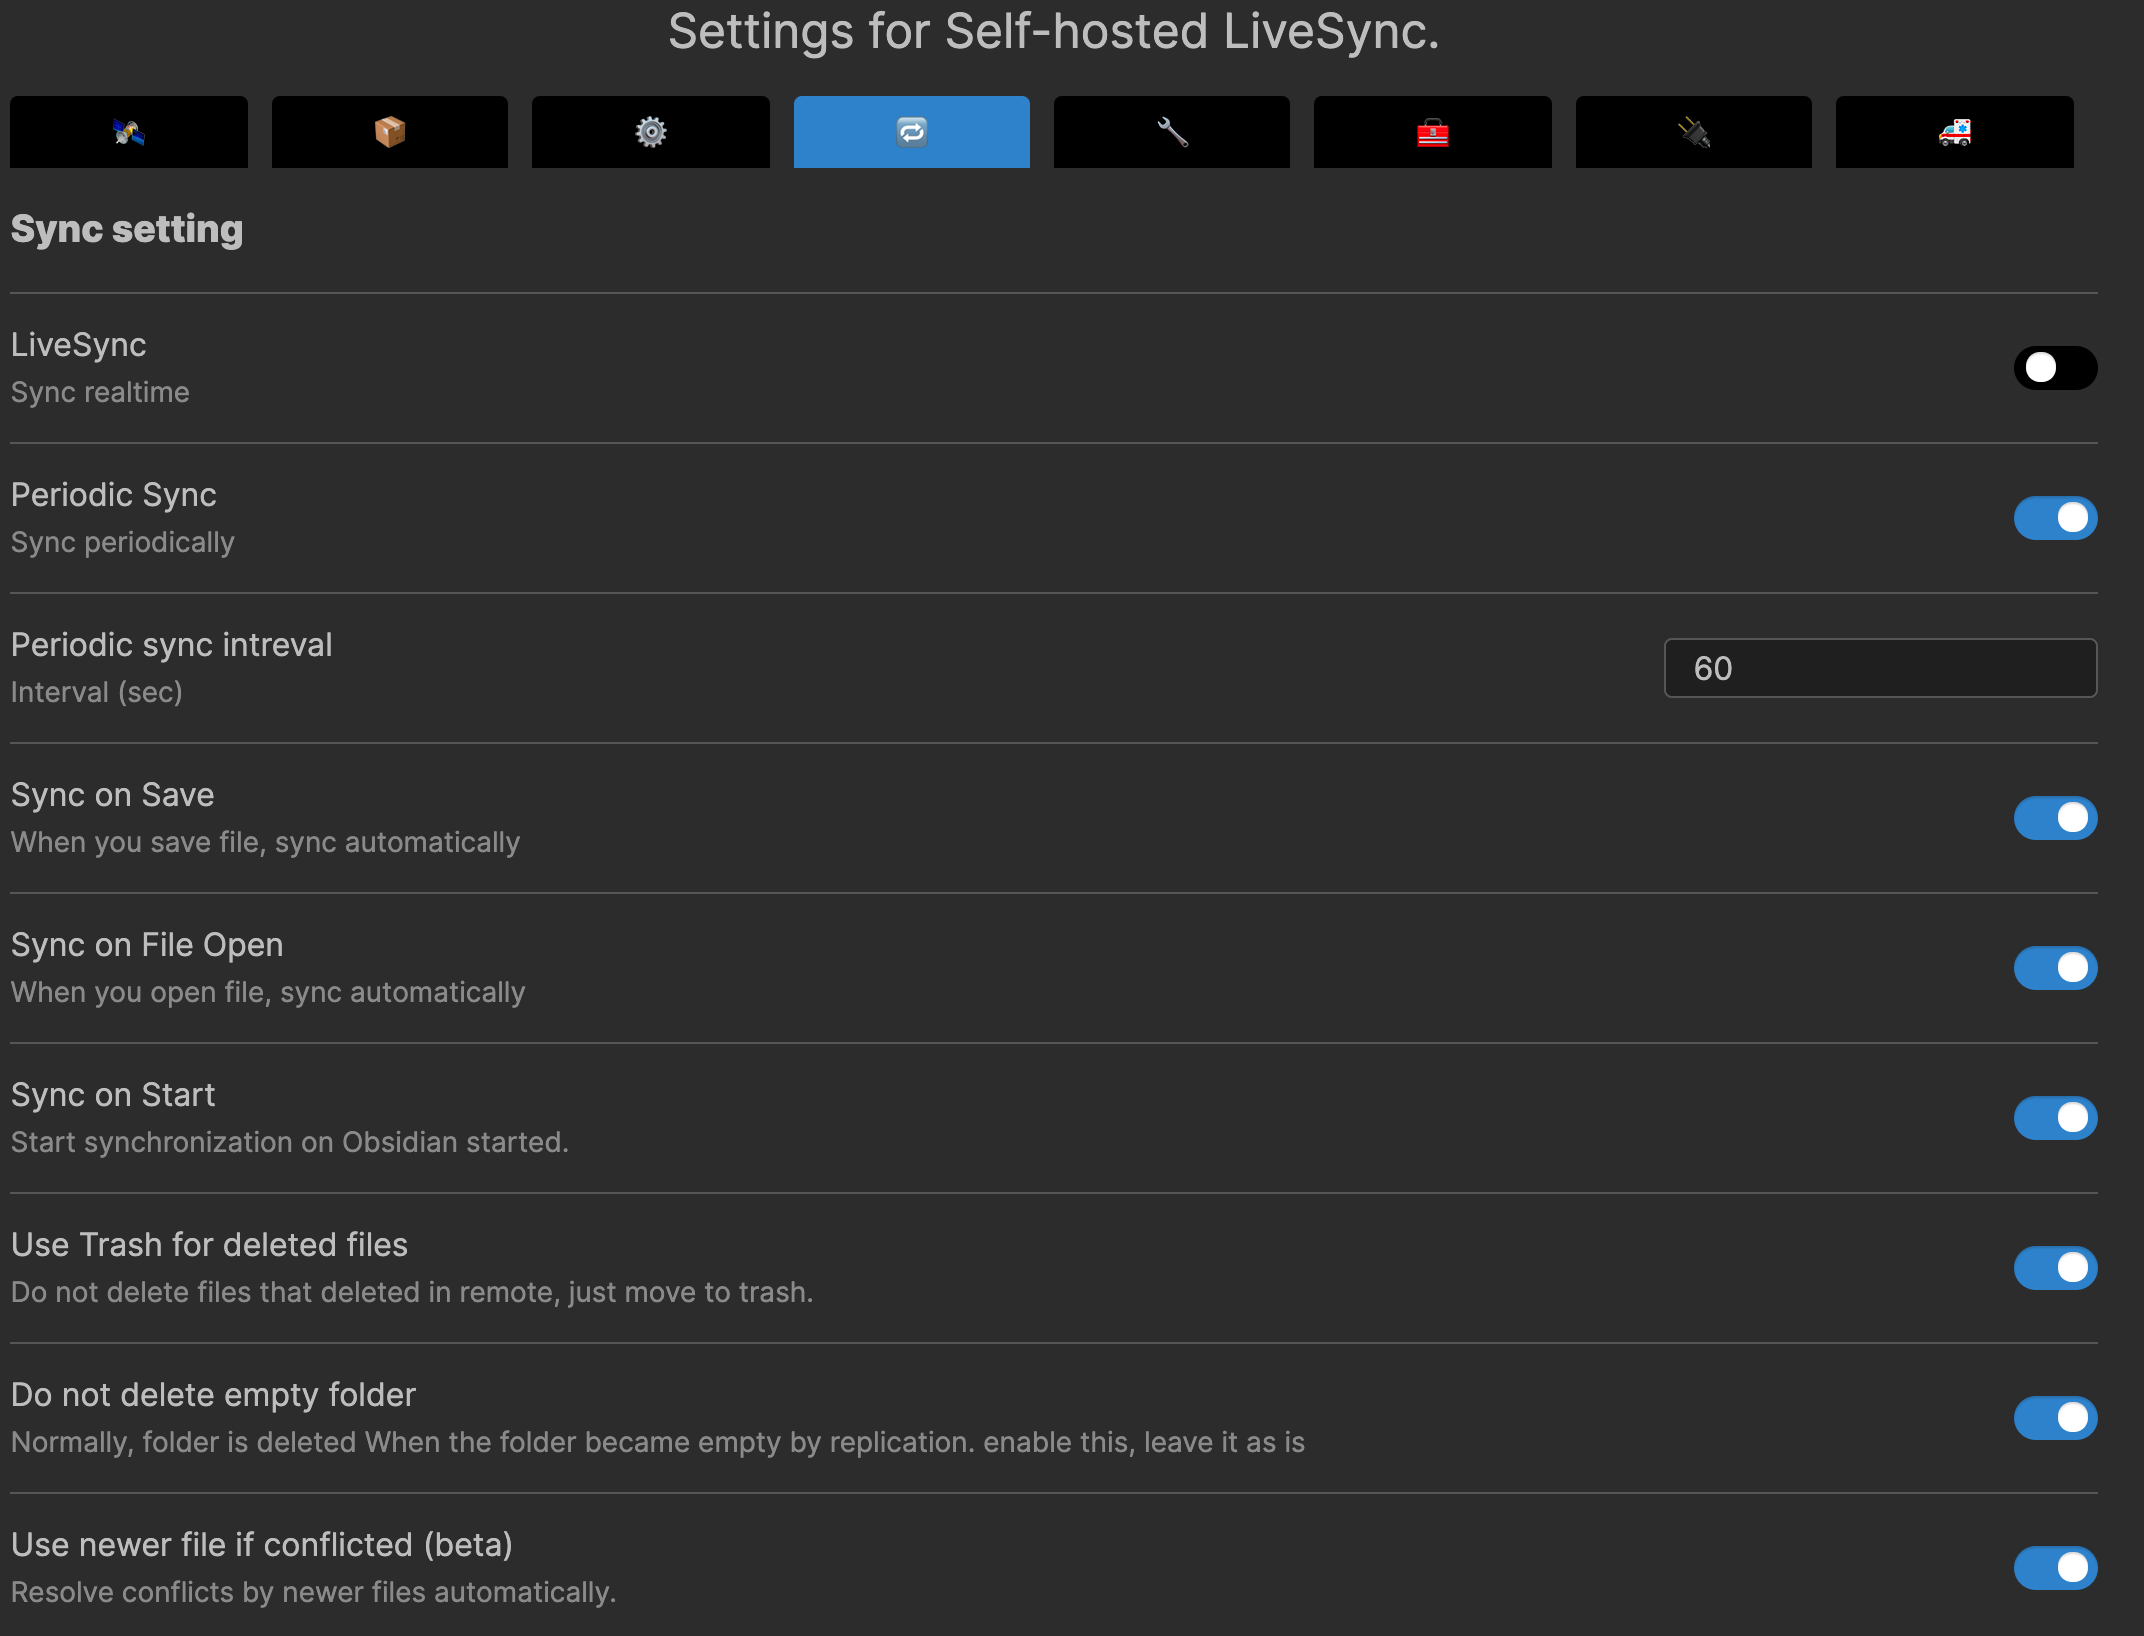 Settings for Self-hosted LiveSync.
Sync setting
LiveSync
Sync realtime
Periodic Sync
Sync periodically
Periodic sync intreval
Interval (sec)
60
Sync on Save
When you save file, sync automatically
Sync on File Open
When you open file, sync automatically
Sync on Start
Start synchronization on Obsidian started.
Use Trash for deleted files
Do not delete files that deleted in remote, just move to trash.
Do not delete empty folder
Normally, folder is deleted When the folder became empty by replication. enable this, leave it as is
Use newer file if conflicted (beta)
Resolve conflicts by newer files automatically.